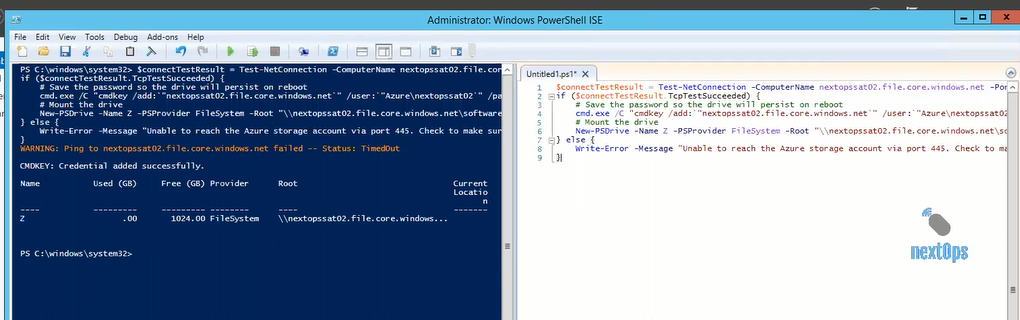 Administrator: Windows PowerShell ISE
File Edit View Tools Debug Add-ons Help
PS C:\windows\system32> $connectTestResult = Test-NetConnection -ComputerName nextopssat02.file.cor
if ($connectTestResult.TcpTestSucceeded) {
# Save the password so the drive will persist on reboot
cmd.exe /C "cmdkey /add:`"nextopssat02.file.core.windows.net`" /user:`"Azure\nextopssat02`" /pa
# Mount the drive
New-PSDrive -Name Z -PSProvider FileSystem -Root "\\nextopssat02.file.core.windows.net\software
} else {
Write-Error -Message "Unable to reach the Azure storage account via port 445. Check to make sur
}
WARNING: Ping to nextopssat02.file.core.windows.net failed -- Status: TimedOut
CMDKEY: Credential added successfully.
Name Used (GB) Free (GB) Provider Root Current
Locatio
n
---- --------- --------- -------- ---- -------
Z .00 1024.00 FileSystem \\nextopssat02.file.core.windows...
PS C:\windows\system32>
Untitled1.ps1* X
1 $connectTestResult = Test-NetConnection -ComputerName nextopssat02.file.core.windows.net -Por
2 if ($connectTestResult.TcpTestSucceeded) {
3 # Save the password so the drive will persist on reboot
4 cmd.exe /C "cmdkey /add:`"nextopssat02.file.core.windows.net`" /user:`"Azure\nextopssat02
5 # Mount the drive
6 New-PSDrive -Name Z -PSProvider FileSystem -Root "\\nextopssat02.file.core.windows.net\so
7 } else {
8 Write-Error -Message "Unable to reach the Azure storage account via port 445. Check to ma
9 }
nextOps